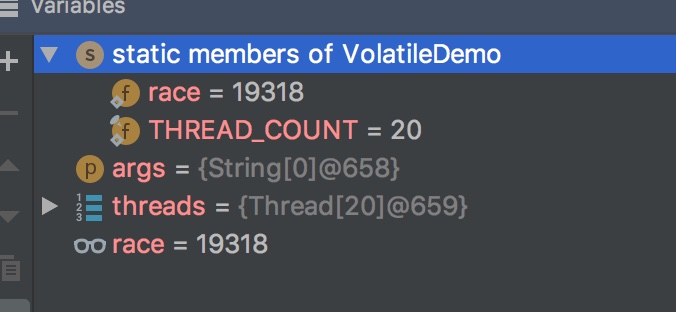 Variables
static members of VolatileDemo
race = 19318
THREAD_COUNT = 20
args = {String[0]@658}
threads = {Thread[20]@659}
race = 19318